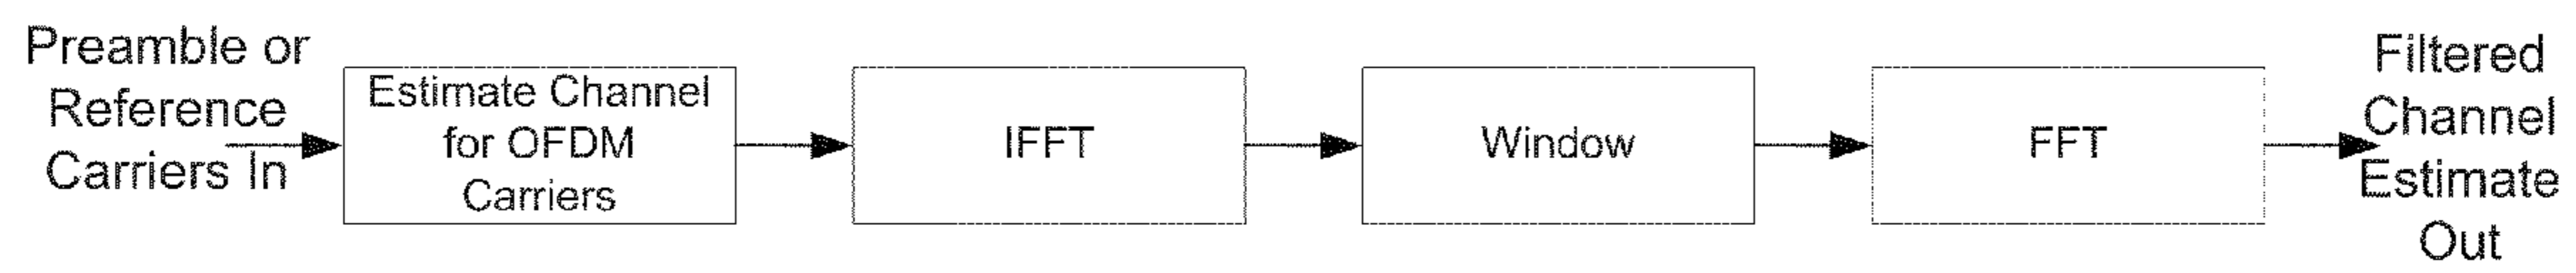 Preamble or
Reference
Carriers In
Estimate Channel
for OFDM
Carriers
IFFT
Window
FFT
Filtered
Channel
Estimate
Out